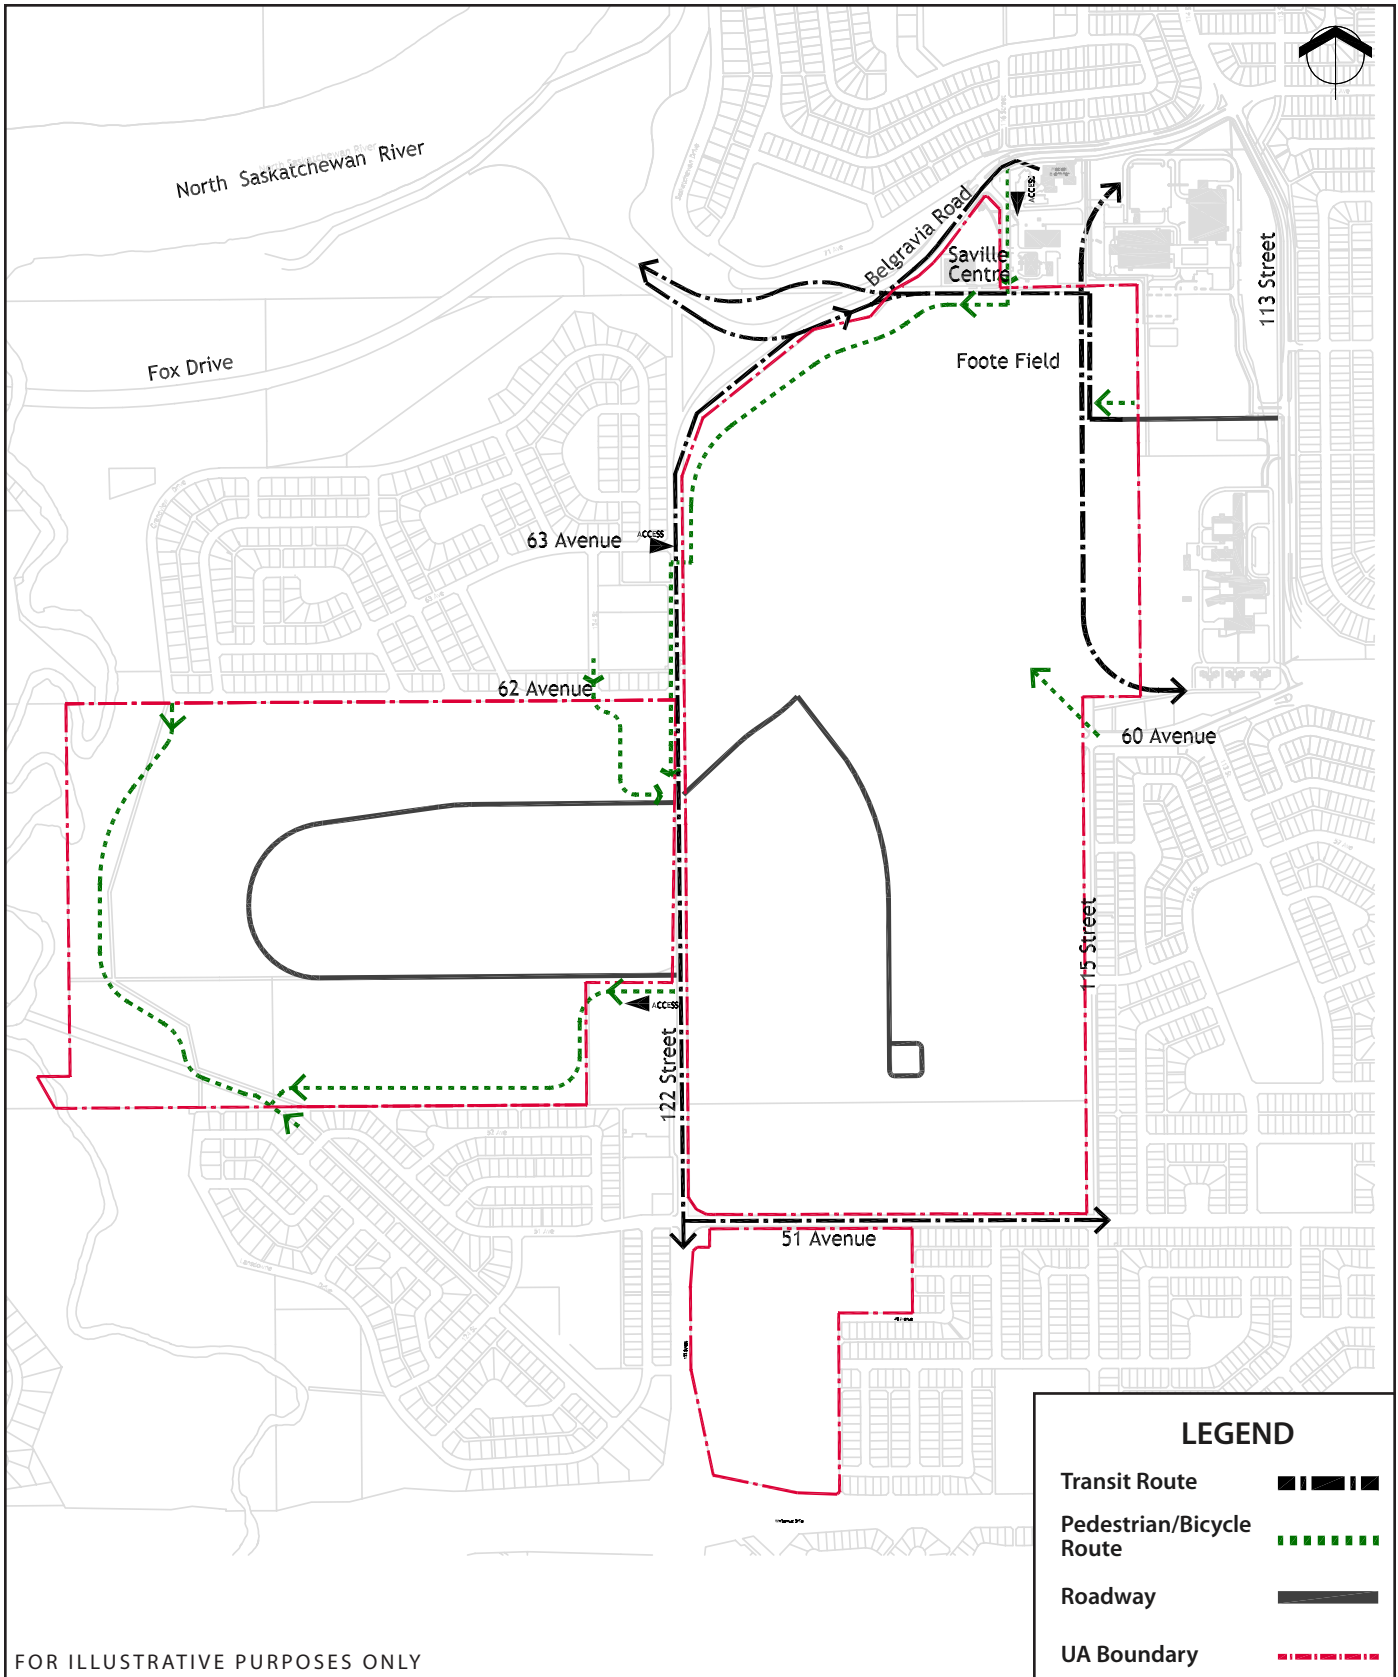 North Saskatchewan River
Belgravia Road
ACCESS
Saville
Centre
113 Street
Fox Drive
Foote Field
63 Avenue
ACCESS
62 Avenue
60 Avenue
115 Street
ACCESS
122 Street
51 Avenue
LEGEND
Transit Route
Pedestrian/Bicycle
Route
Roadway
UA Boundary
FOR ILLUSTRATIVE PURPOSES ONLY